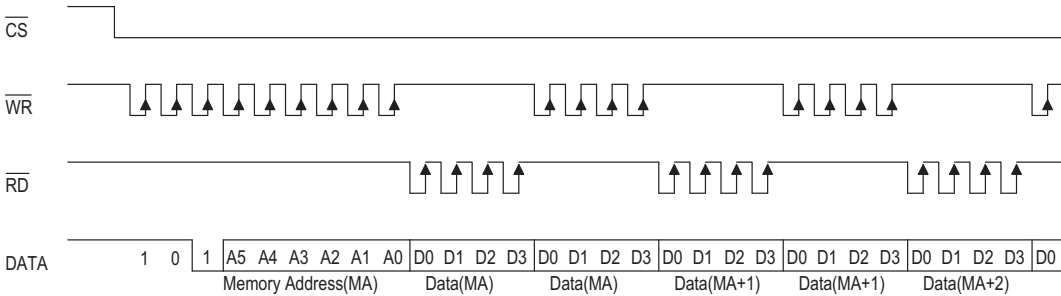 CS
WR
RD
DATA 1 0 1 A5 A4 A3 A2 A1 A0 D0 D1 D2 D3 D0 D1 D2 D3 D0 D1 D2 D3 D0 D1 D2 D3 D0 D1 D2 D3 D0
Memory Address(MA) Data(MA) Data(MA) Data(MA+1) Data(MA+1) Data(MA+2)